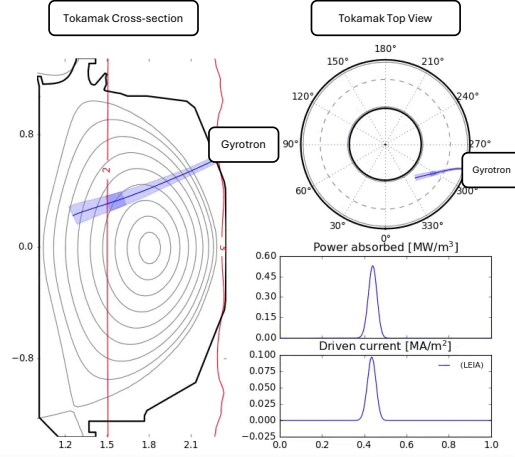 Tokamak Cross-section
Tokamak Top View
0.8
0.0
−0.8
1.2 1.5 1.8 2.1
2
3
Gyrotron
180°
150° 210°
120° 240°
90° 270°
60° 300°
30° 330°
0°
Gyrotron
Power absorbed [MW/m³]
0.60
0.45
0.30
0.15
0.00
Driven current [MA/m²]
0.100
0.075
0.050
0.025
0.000
−0.025
(LEIA)
0.0 0.2 0.4 0.6 0.8 1.0